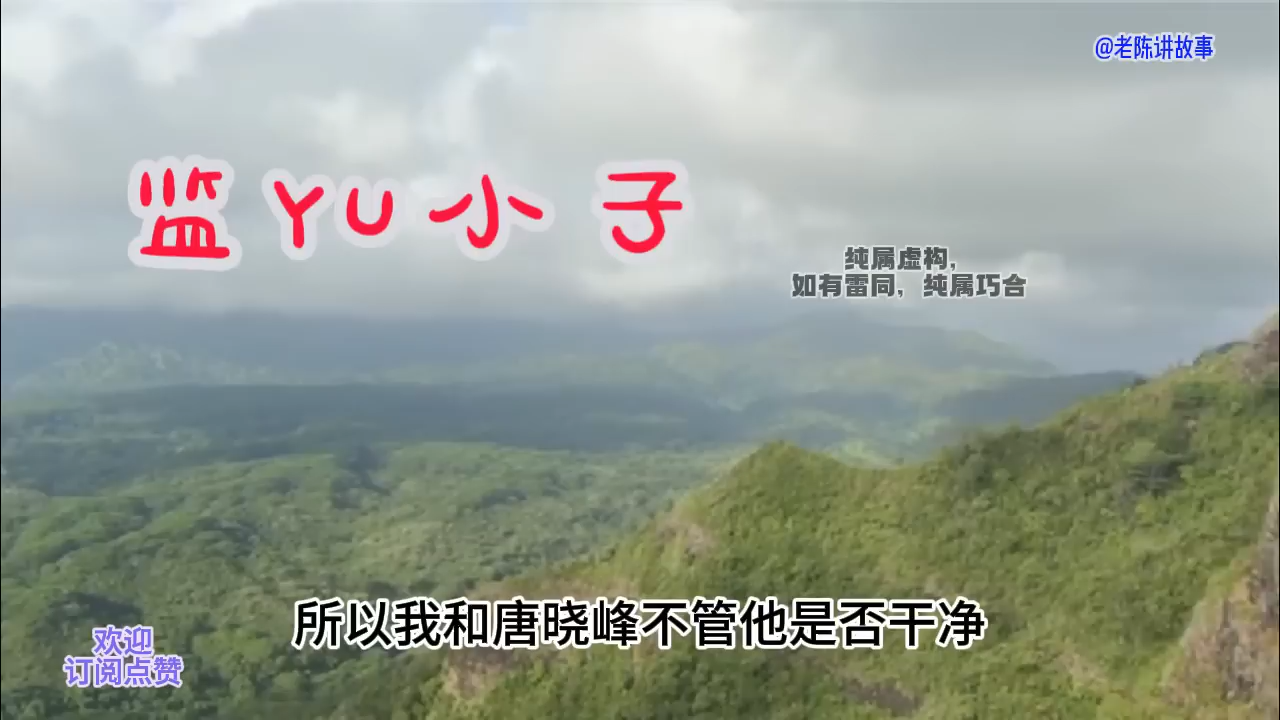 @老陈讲故事
监YU小子
纯属虚构，
如有雷同，纯属巧合
所以我和唐晓峰不管他是否干净
欢迎
订阅点赞